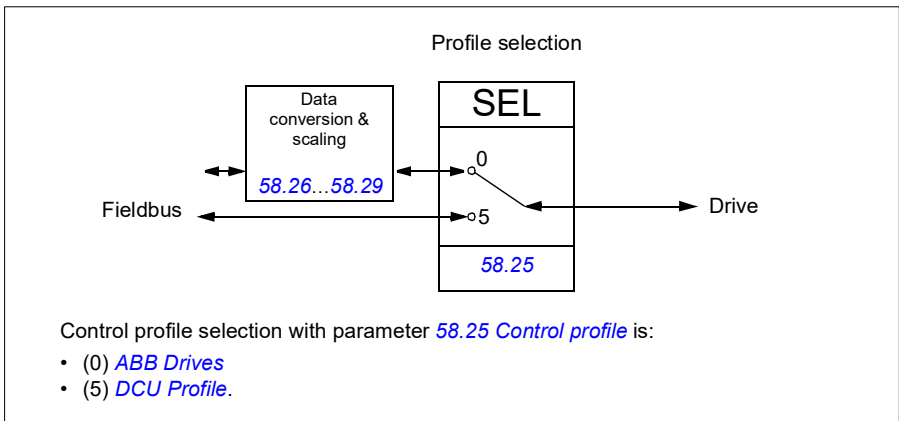 Profile selection
Data
conversion &
scaling
58.26...58.29
SEL
0
5
58.25
Fieldbus
Drive
Control profile selection with parameter 58.25 Control profile is:
• (0) ABB Drives
• (5) DCU Profile.